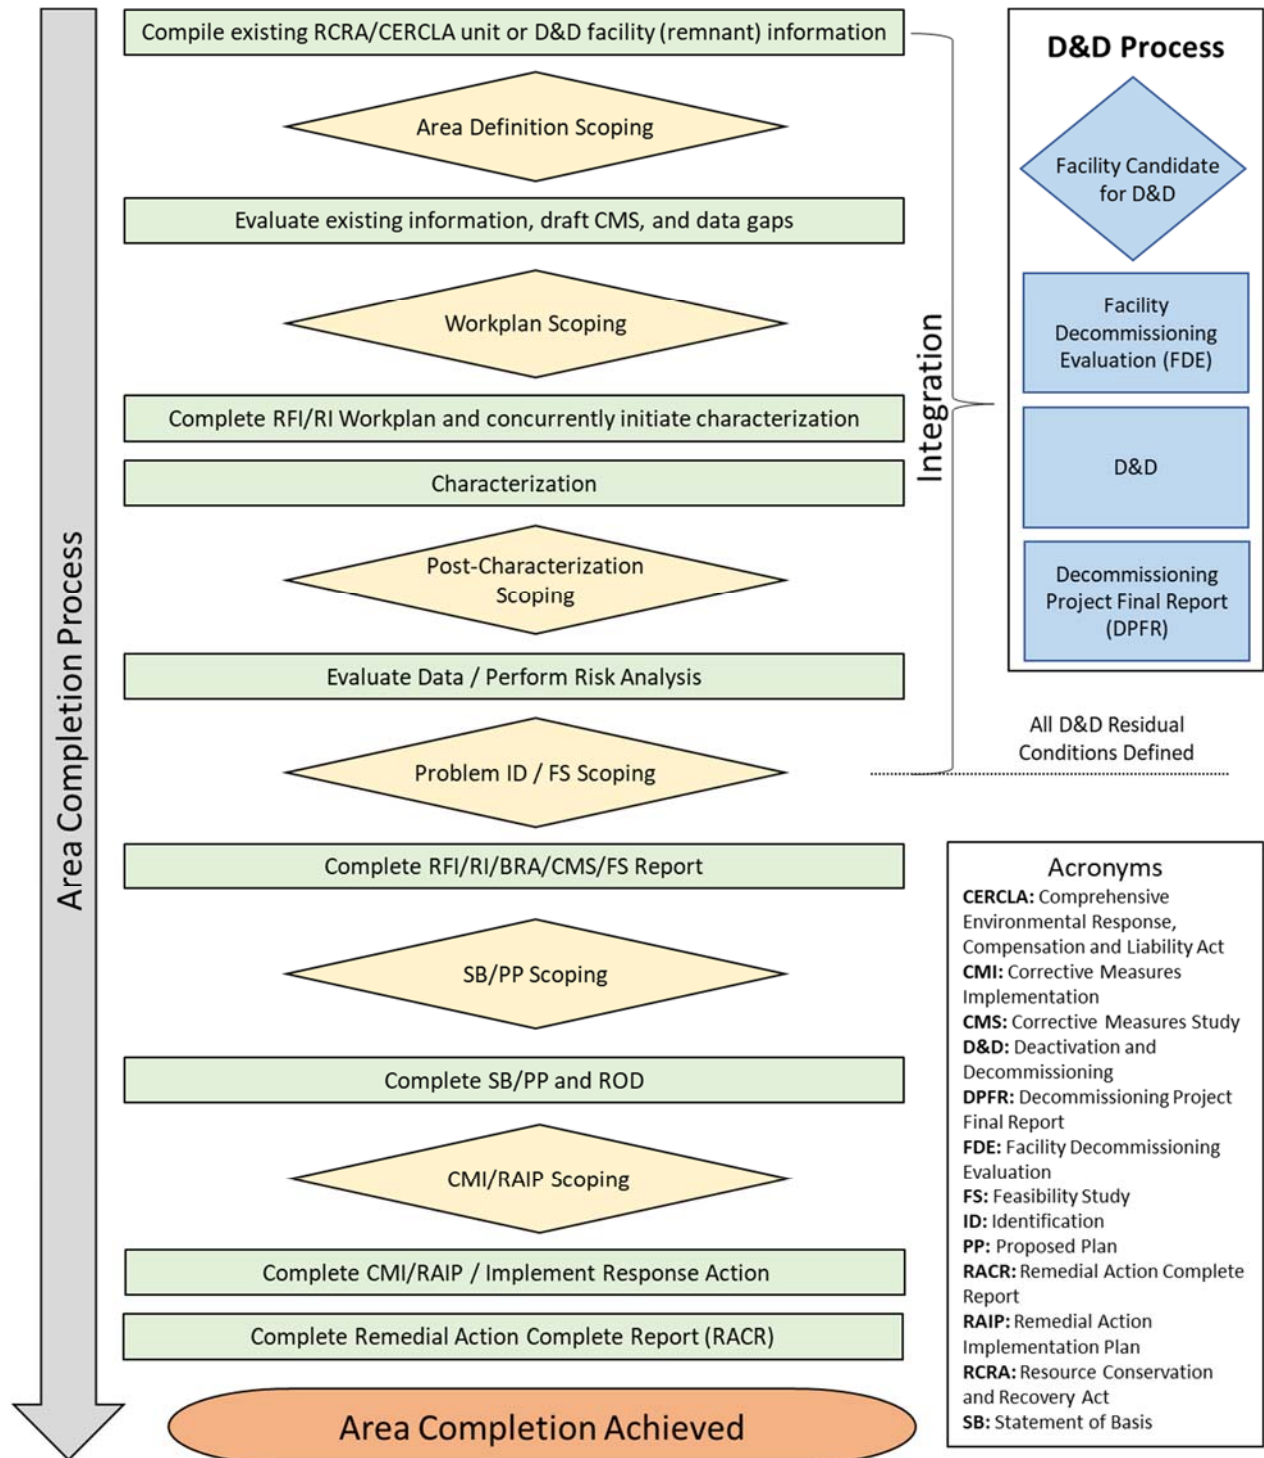 Compile existing RCRA/CERCLA unit or D&D facility (remnant) information
Area Definition Scoping
Evaluate existing information, draft CMS, and data gaps
Workplan Scoping
Complete RFI/RI Workplan and concurrently initiate characterization
Characterization
Post-Characterization
Scoping
Evaluate Data / Perform Risk Analysis
Problem ID / FS Scoping
Complete RFI/RI/BRA/CMS/FS Report
SB/PP Scoping
Complete SB/PP and ROD
CMI/RAIP Scoping
Complete CMI/RAIP / Implement Response Action
Complete Remedial Action Complete Report (RACR)
Area Completion Achieved
Area Completion Process
Integration
D&D Process
Facility Candidate
for D&D
Facility
Decommissioning
Evaluation (FDE)
D&D
Decommissioning
Project Final Report
(DPFR)
All D&D Residual
Conditions Defined
Acronyms
CERCLA: Comprehensive
Environmental Response,
Compensation and Liability Act
CMI: Corrective Measures
Implementation
CMS: Corrective Measures Study
D&D: Deactivation and
Decommissioning
DPFR: Decommissioning Project
Final Report
FDE: Facility Decommissioning
Evaluation
FS: Feasibility Study
ID: Identification
PP: Proposed Plan
RACR: Remedial Action Complete
Report
RAIP: Remedial Action
Implementation Plan
RCRA: Resource Conservation
and Recovery Act
SB: Statement of Basis